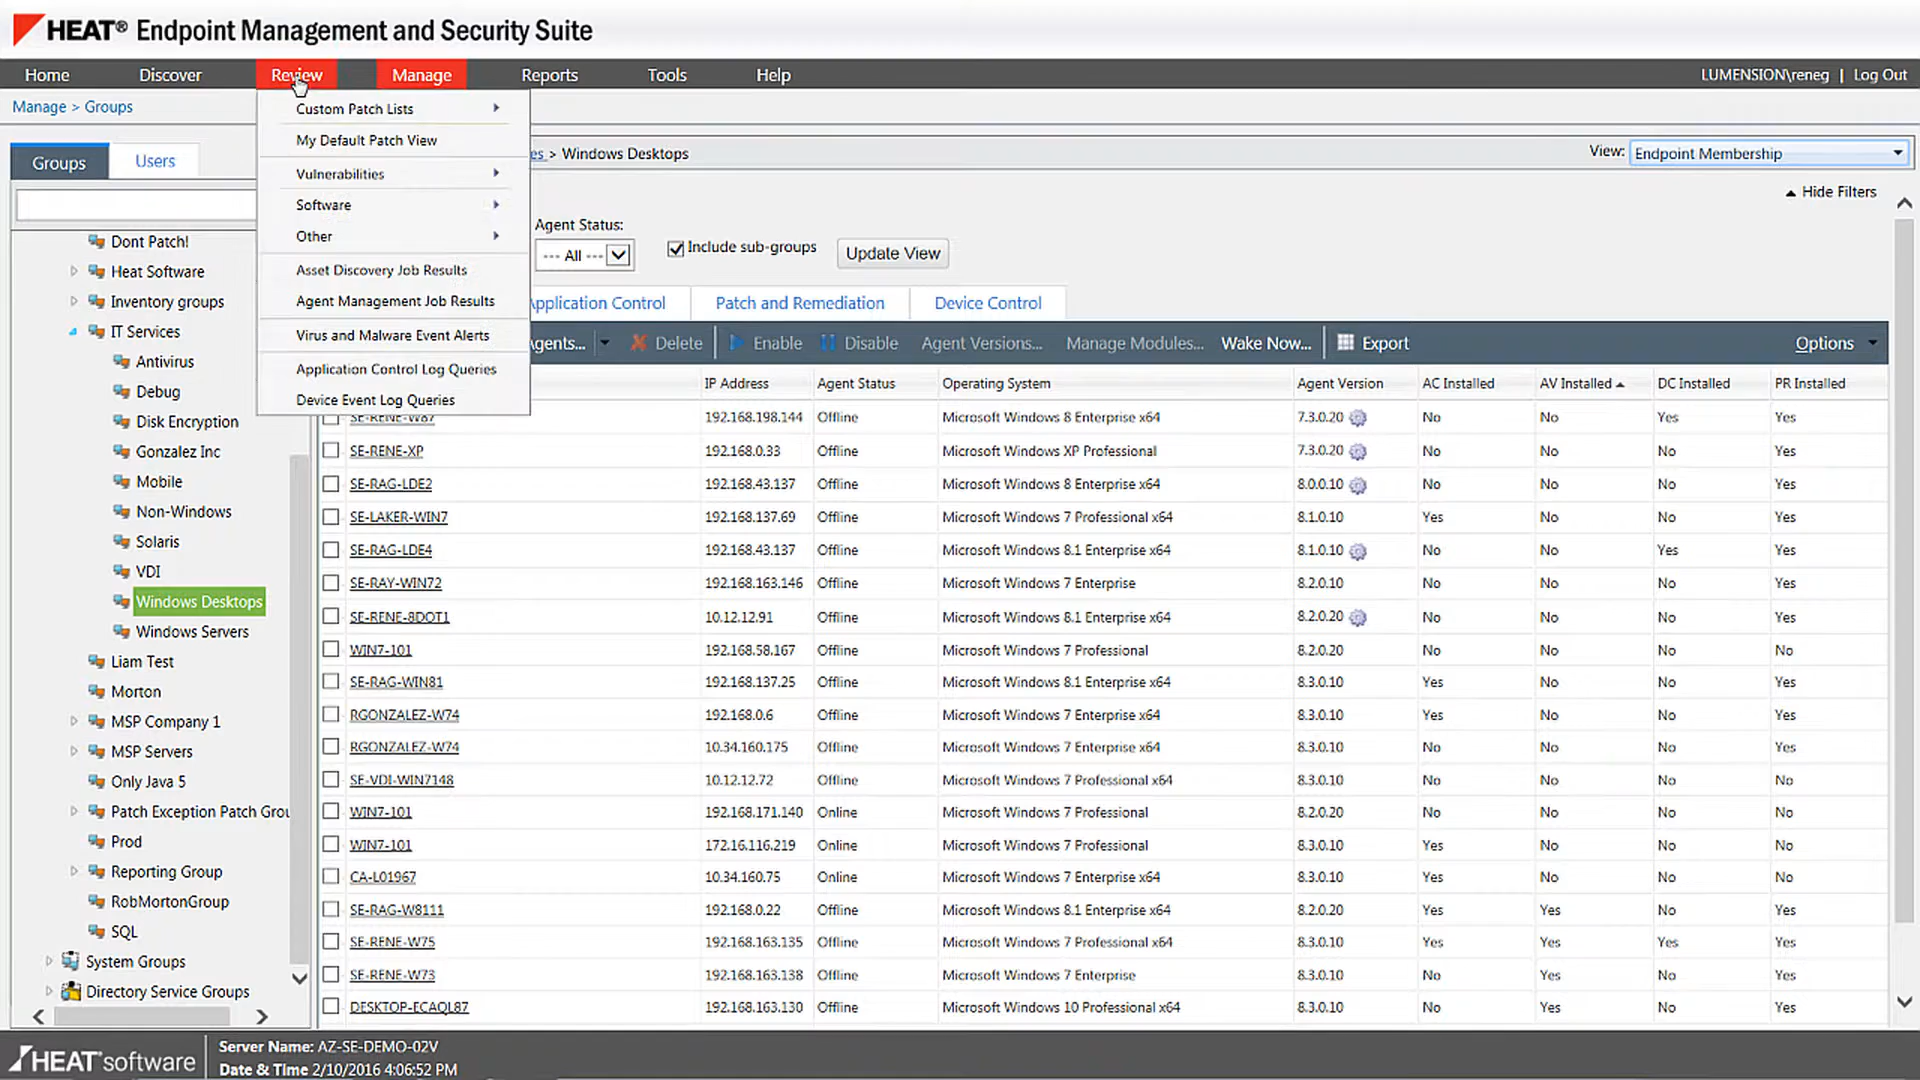 HEAT® Endpoint Management and Security Suite
Home Discover Review Manage Reports Tools Help LUMENSION\reneg | Log Out
Manage > Groups
Custom Patch Lists
My Default Patch View
Vulnerabilities
Software
Other
Asset Discovery Job Results
Agent Management Job Results
Virus and Malware Event Alerts
Application Control Log Queries
Device Event Log Queries
Groups Users
es > Windows Desktops View: Endpoint Membership
Hide Filters
Agent Status:
--- All --- Include sub-groups Update View
Application Control Patch and Remediation Device Control
Agents... Delete Enable Disable Agent Versions... Manage Modules... Wake Now... Export Options
Dont Patch!
Heat Software
Inventory groups
IT Services
Antivirus
Debug
Disk Encryption
Gonzalez Inc
Mobile
Non-Windows
Solaris
VDI
Windows Desktops
Windows Servers
Liam Test
Morton
MSP Company 1
MSP Servers
Only Java 5
Patch Exception Patch Grou
Prod
Reporting Group
RobMortonGroup
SQL
System Groups
Directory Service Groups
IP Address Agent Status Operating System Agent Version AC Installed AV Installed DC Installed PR Installed
SE-RENE-W87 192.168.198.144 Offline Microsoft Windows 8 Enterprise x64 7.3.0.20 No No Yes Yes
SE-RENE-XP 192.168.0.33 Offline Microsoft Windows XP Professional 7.3.0.20 No No No Yes
SE-RAG-LDE2 192.168.43.137 Offline Microsoft Windows 8 Enterprise x64 8.0.0.10 No No No Yes
SE-LAKER-WIN7 192.168.137.69 Offline Microsoft Windows 7 Professional x64 8.1.0.10 Yes No No Yes
SE-RAG-LDE4 192.168.43.137 Offline Microsoft Windows 8.1 Enterprise x64 8.1.0.10 No No Yes Yes
SE-RAY-WIN72 192.168.163.146 Offline Microsoft Windows 7 Enterprise 8.2.0.10 No No No Yes
SE-RENE-8DOT1 10.12.12.91 Offline Microsoft Windows 8.1 Enterprise x64 8.2.0.20 No No No Yes
WIN7-101 192.168.58.167 Offline Microsoft Windows 7 Professional 8.2.0.20 No No No No
SE-RAG-WIN81 192.168.137.25 Offline Microsoft Windows 8.1 Enterprise x64 8.3.0.10 Yes No No Yes
RGONZALEZ-W74 192.168.0.6 Offline Microsoft Windows 7 Enterprise x64 8.3.0.10 Yes No No Yes
RGONZALEZ-W74 10.34.160.175 Offline Microsoft Windows 7 Enterprise x64 8.3.0.10 No No No Yes
SE-VDI-WIN7148 10.12.12.72 Offline Microsoft Windows 7 Professional x64 8.3.0.10 No No No No
WIN7-101 192.168.171.140 Online Microsoft Windows 7 Professional 8.2.0.20 No No No No
WIN7-101 172.16.116.219 Online Microsoft Windows 7 Professional 8.3.0.10 Yes No No No
CA-L01967 10.34.160.75 Online Microsoft Windows 7 Enterprise x64 8.3.0.10 Yes No No No
SE-RAG-W8111 192.168.0.22 Offline Microsoft Windows 8.1 Enterprise x64 8.2.0.20 Yes Yes No Yes
SE-RENE-W75 192.168.163.135 Offline Microsoft Windows 7 Professional x64 8.3.0.10 Yes Yes Yes Yes
SE-RENE-W73 192.168.163.138 Offline Microsoft Windows 7 Enterprise 8.3.0.10 No Yes No Yes
DESKTOP-ECAQL87 192.168.163.130 Offline Microsoft Windows 10 Professional x64 8.3.0.10 No Yes No Yes
HEAT software Server Name: AZ-SE-DEMO-02V
Date & Time 2/10/2016 4:06:52 PM